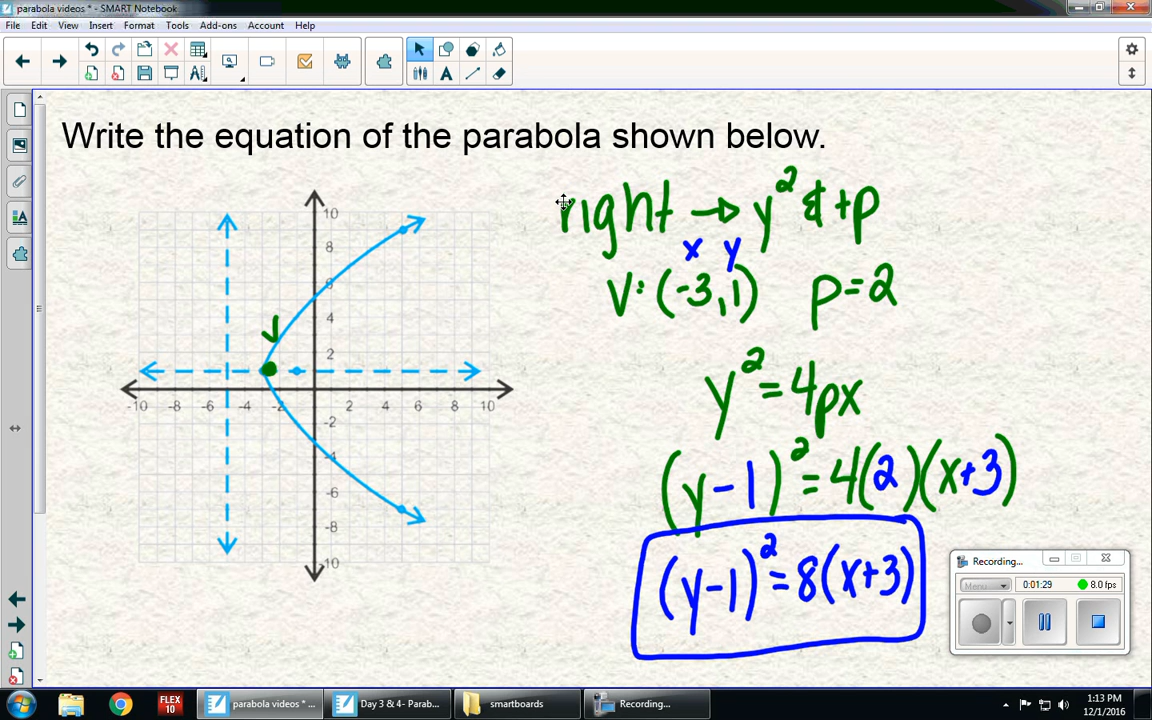 parabola videos * - SMART Notebook
File Edit View Insert Format Tools Add-ons Account Help
Write the equation of the parabola shown below.
right → y² & +p
x y
V: (-3,1) p=2
y² = 4px
(y-1)² = 4(2)(x+3)
(y-1)² = 8(x+3)
10
8
6
4
2
-10 -8 -6 -4 -2 2 4 6 8 10
-2
-4
-6
-8
-10
Recording...
Menu 0:01:29 8.0 fps
FLEX 10 parabola videos * ... Day 3 & 4- Parab... smartboards Recording...
1:13 PM
12/1/2016